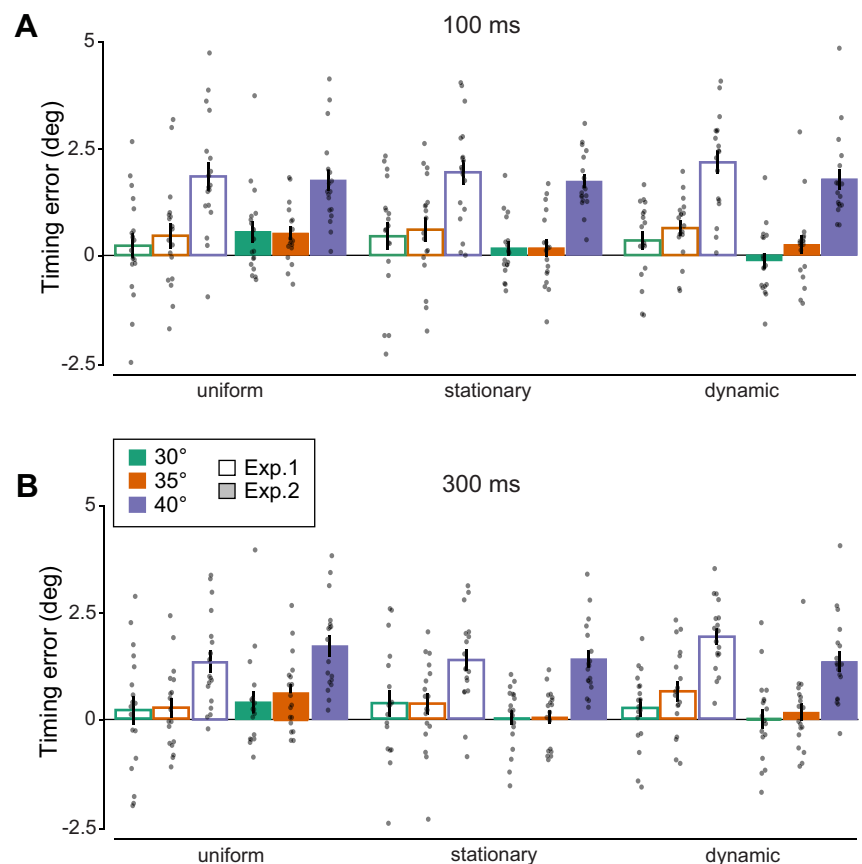 A
100 ms
5
2.5
0
-2.5
Timing error (deg)
uniform stationary dynamic
30° Exp.1
35° Exp.2
40°
B
300 ms
5
2.5
0
-2.5
Timing error (deg)
uniform stationary dynamic